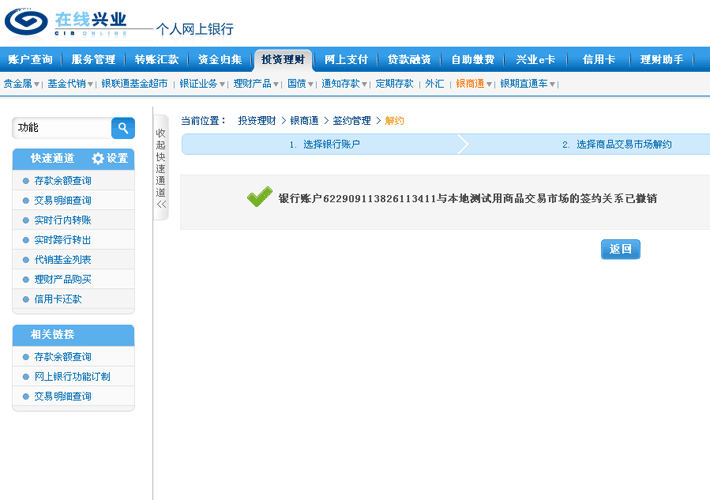 在线兴业
CIB ONLINE
个人网上银行
账户查询 服务管理 转账汇款 资金归集 投资理财 网上支付 贷款融资 自助缴费 兴业e卡 信用卡 理财助手
贵金属 | 基金代销 | 银联通基金超市 | 银证业务 | 理财产品 | 国债 | 通知存款 | 定期存款 | 外汇 | 银商通 | 银期直通车 |
功能
快速通道 设置
存款余额查询
交易明细查询
实时行内转账
实时跨行转出
代销基金列表
理财产品购买
信用卡还款
相关链接
存款余额查询
网上银行功能订制
交易明细查询
收起快速通道
当前位置： 投资理财 > 银商通 > 签约管理 > 解约
1. 选择银行账户 2. 选择商品交易市场解约
银行账户622909113826113411与本地测试用商品交易市场的签约关系已撤销
返回